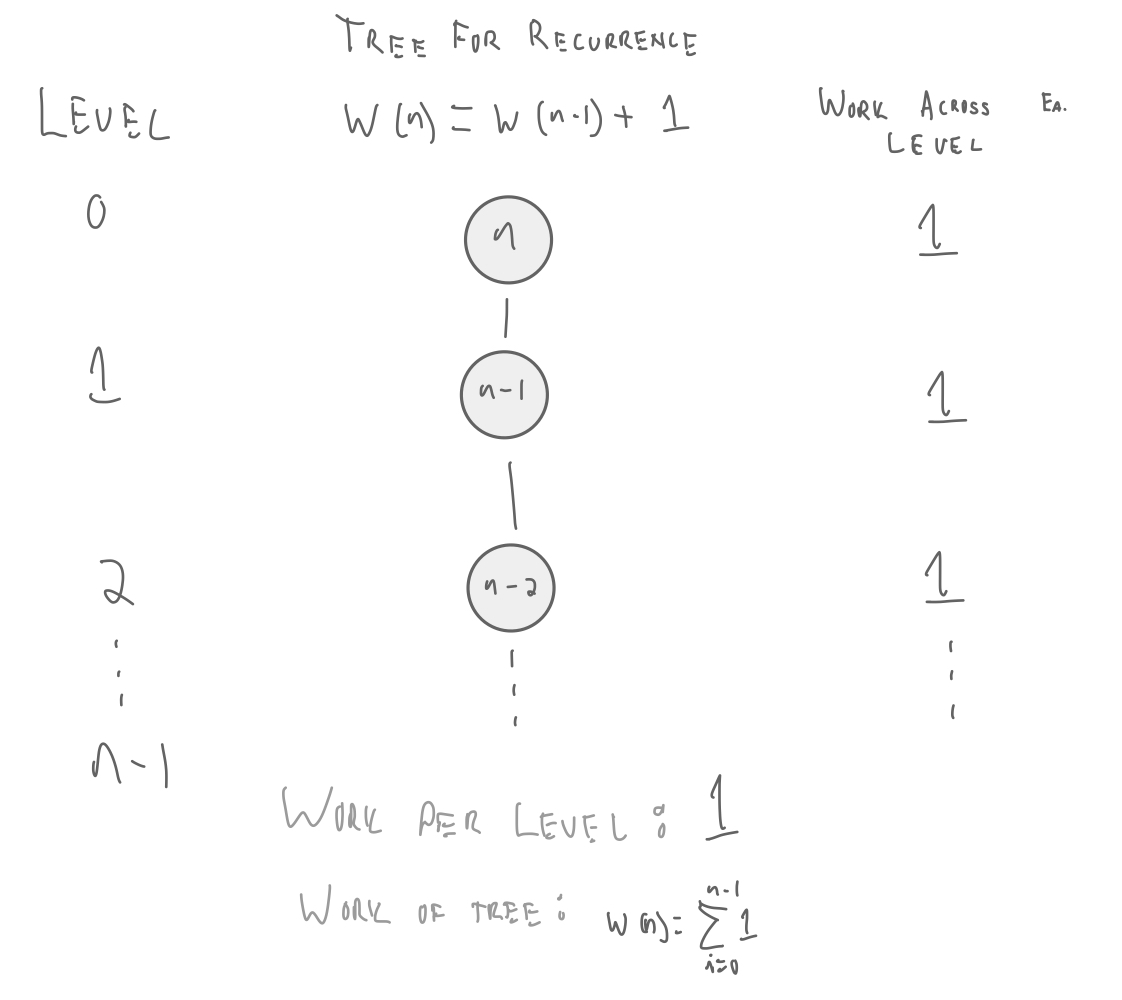 TREE FOR RECURRENCE
LEVEL W(n) = W(n-1) + 1 WORK ACROSS EA.
LEVEL
0 n 1
1 n-1 1
2 n-2 1
⋮ ⋮ ⋮
n-1
WORK PER LEVEL: 1
WORK OF TREE: W(n) = ∑_{i=0}^{n-1} 1